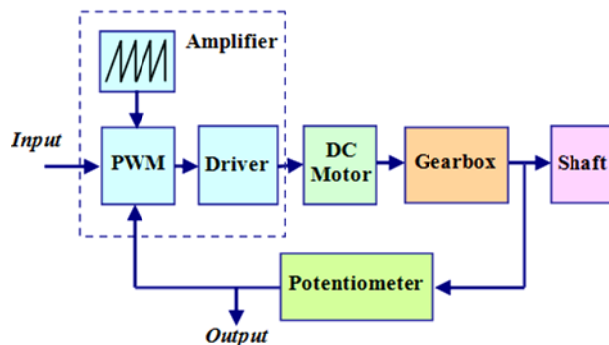 Amplifier
Input
PWM
Driver
DC
Motor
Gearbox
Shaft
Potentiometer
Output